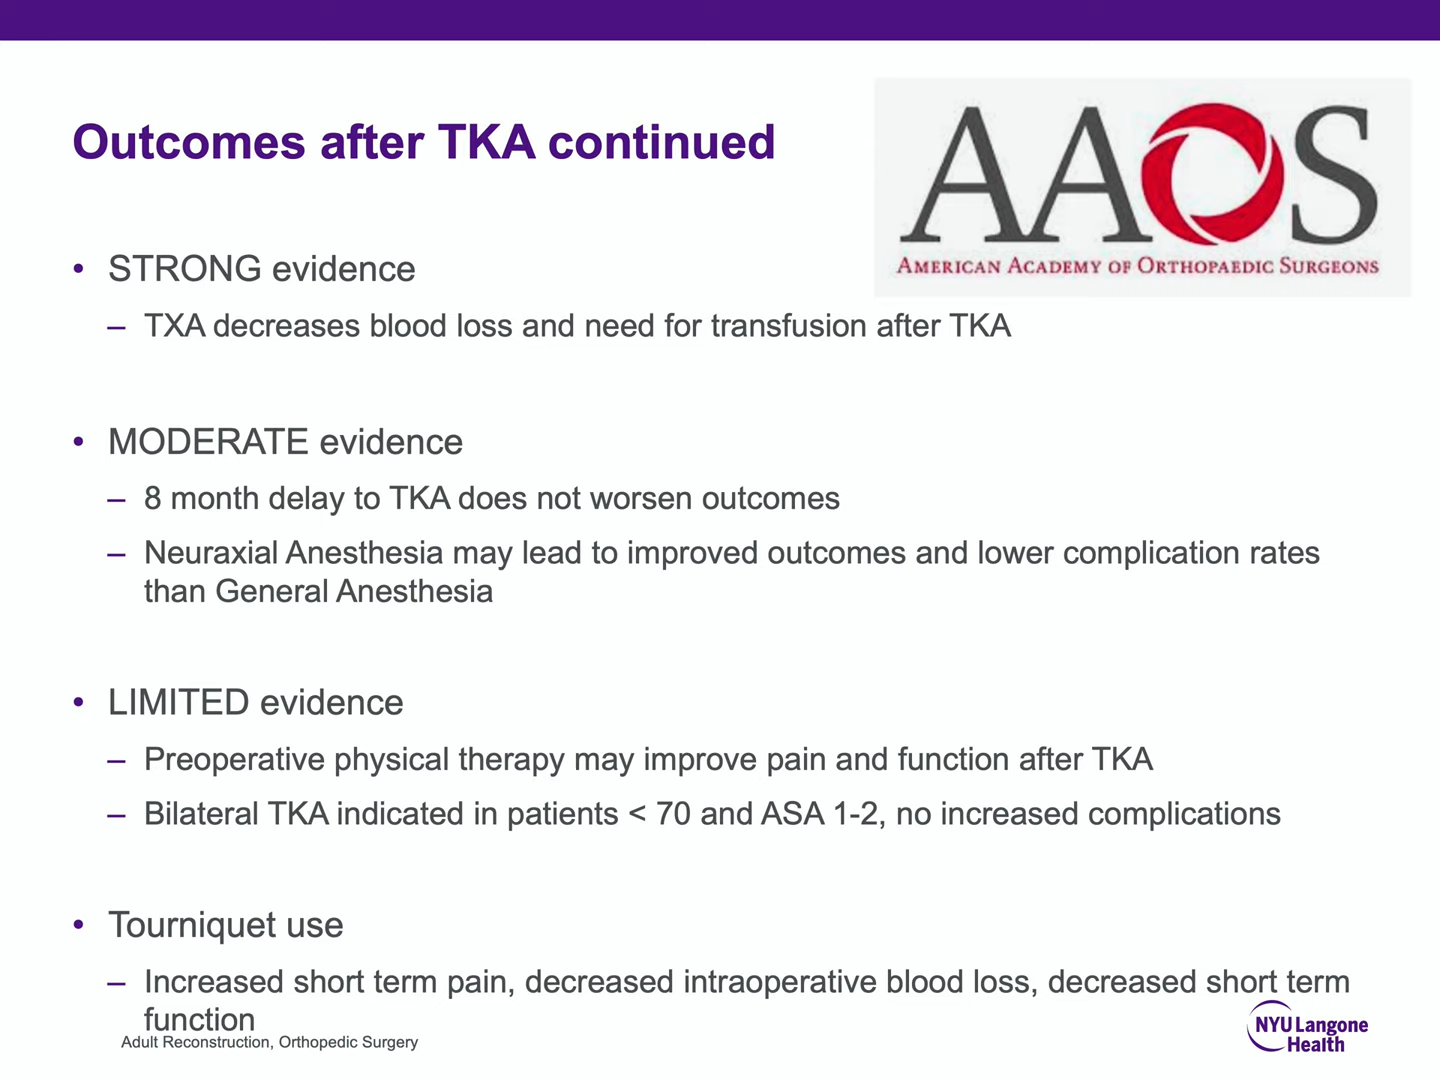 Outcomes after TKA continued
AAOS
AMERICAN ACADEMY OF ORTHOPAEDIC SURGEONS
• STRONG evidence
– TXA decreases blood loss and need for transfusion after TKA
• MODERATE evidence
– 8 month delay to TKA does not worsen outcomes
– Neuraxial Anesthesia may lead to improved outcomes and lower complication rates
than General Anesthesia
• LIMITED evidence
– Preoperative physical therapy may improve pain and function after TKA
– Bilateral TKA indicated in patients < 70 and ASA 1-2, no increased complications
• Tourniquet use
– Increased short term pain, decreased intraoperative blood loss, decreased short term
function
Adult Reconstruction, Orthopedic Surgery
NYU Langone
Health